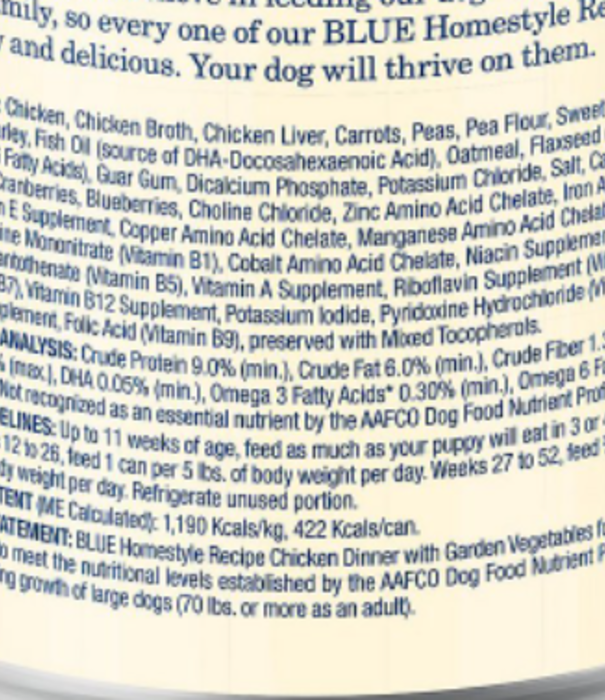 in feeding our
mily, so every one of our BLUE Homestyle Re
and delicious. Your dog will thrive on them.
Chicken, Chicken Broth, Chicken Liver, Carrots, Peas, Pea Flour, Sweet
rley, Fish Oil (source of DHA-Docosahexaenoic Acid), Oatmeal, Flaxseed
Fatty Acids), Guar Gum, Dicalcium Phosphate, Potassium Chloride, Salt, Ca
ranberries, Blueberries, Choline Chloride, Zinc Amino Acid Chelate, Iron A
n E Supplement, Copper Amino Acid Chelate, Manganese Amino Acid Chelat
ine Mononitrate (Vitamin B1), Cobalt Amino Acid Chelate, Niacin Supplemen
antothenate (Vitamin B5), Vitamin A Supplement, Riboflavin Supplement (Vi
B7), Vitamin B12 Supplement, Potassium Iodide, Pyridoxine Hydrochloride (Vi
plement, Folic Acid (Vitamin B9), preserved with Mixed Tocopherols.
ANALYSIS: Crude Protein 9.0% (min.), Crude Fat 6.0% (min.), Crude Fiber 1.
% (max.), DHA 0.05% (min.), Omega 3 Fatty Acids* 0.30% (min.), Omega 6 F
Not recognized as an essential nutrient by the AAFCO Dog Food Nutrient Prof
ELINES: Up to 11 weeks of age, feed as much as your puppy will eat in 3 or
12 to 26, feed 1 can per 5 lbs. of body weight per day. Weeks 27 to 52, feed
dy weight per day. Refrigerate unused portion.
TENT (ME Calculated): 1,190 Kcals/kg, 422 Kcals/can.
ATEMENT: BLUE Homestyle Recipe Chicken Dinner with Garden Vegetables f
o meet the nutritional levels established by the AAFCO Dog Food Nutrient P
ng growth of large dogs (70 lbs. or more as an adult).